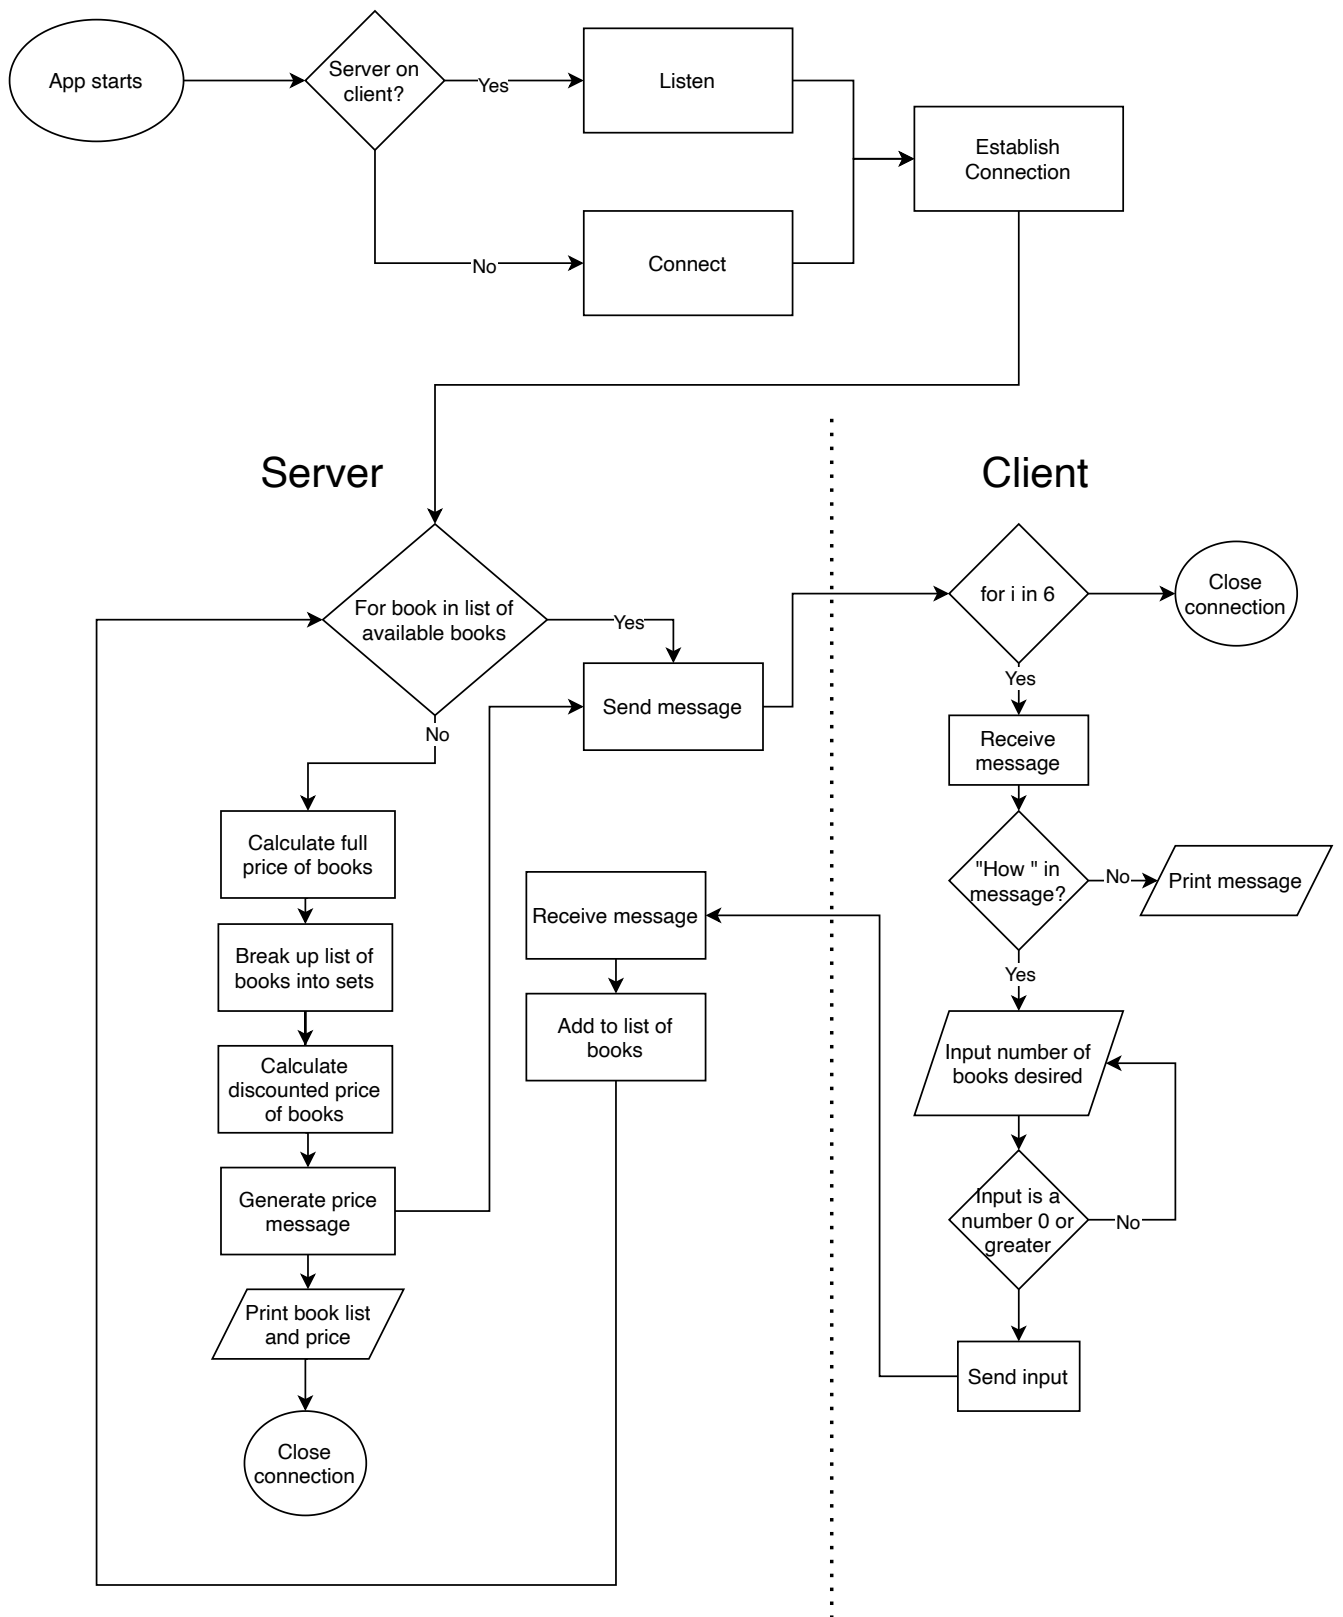 App starts
Server on
client?
Yes
Listen
Establish
Connection
No
Connect
Server
Client
For book in list of
available books
Yes
Send message
No
Calculate full
price of books
Break up list of
books into sets
Calculate
discounted price
of books
Generate price
message
Print book list
and price
Close
connection
Receive message
Add to list of
books
for i in 6
Close
connection
Yes
Receive
message
"How " in
message?
No
Print message
Yes
Input number of
books desired
Input is a
number 0 or
greater
No
Send input